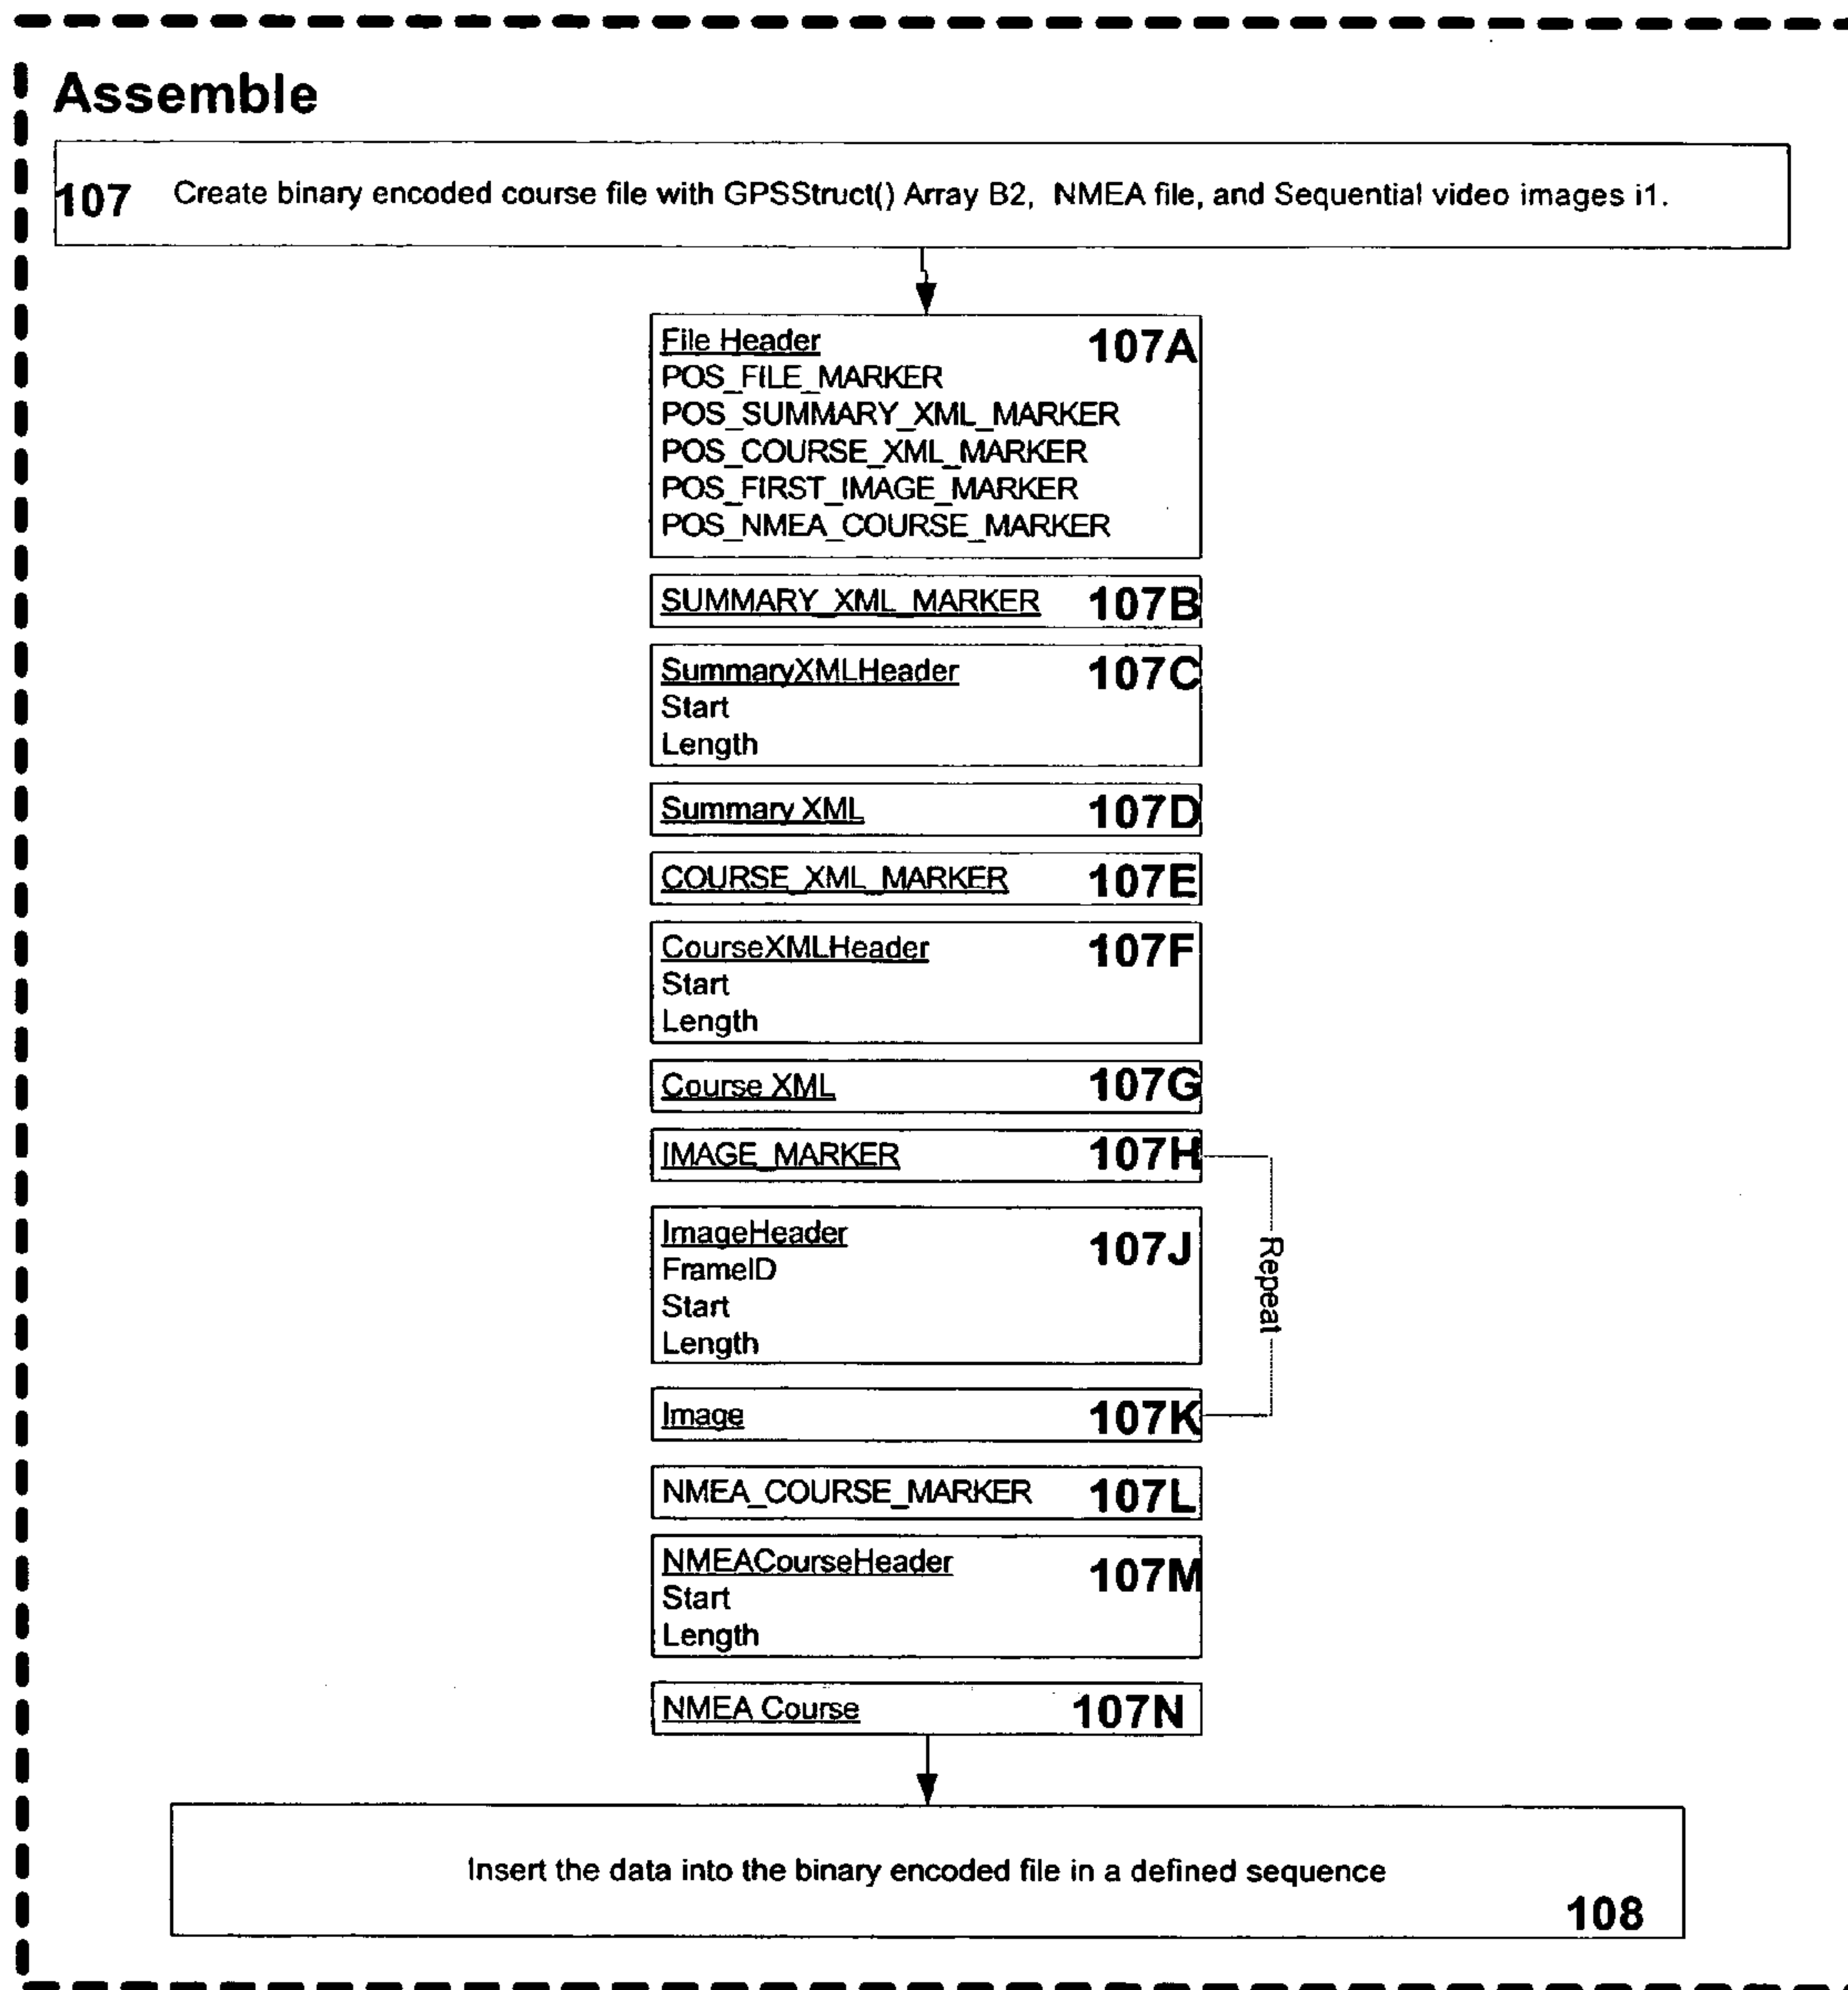 Assemble
107 Create binary encoded course file with GPSStruct() Array B2, NMEA file, and Sequential video images i1.
File Header 107A
POS_FILE_MARKER
POS_SUMMARY_XML_MARKER
POS_COURSE_XML_MARKER
POS_FIRST_IMAGE_MARKER
POS_NMEA_COURSE_MARKER
SUMMARY_XML_MARKER 107B
SummaryXMLHeader 107C
Start
Length
Summary XML 107D
COURSE_XML_MARKER 107E
CourseXMLHeader 107F
Start
Length
Course XML 107G
IMAGE_MARKER 107H
ImageHeader 107J
FrameID
Start
Length
Repeat
Image 107K
NMEA_COURSE_MARKER 107L
NMEACourseHeader 107M
Start
Length
NMEA Course 107N
Insert the data into the binary encoded file in a defined sequence
108